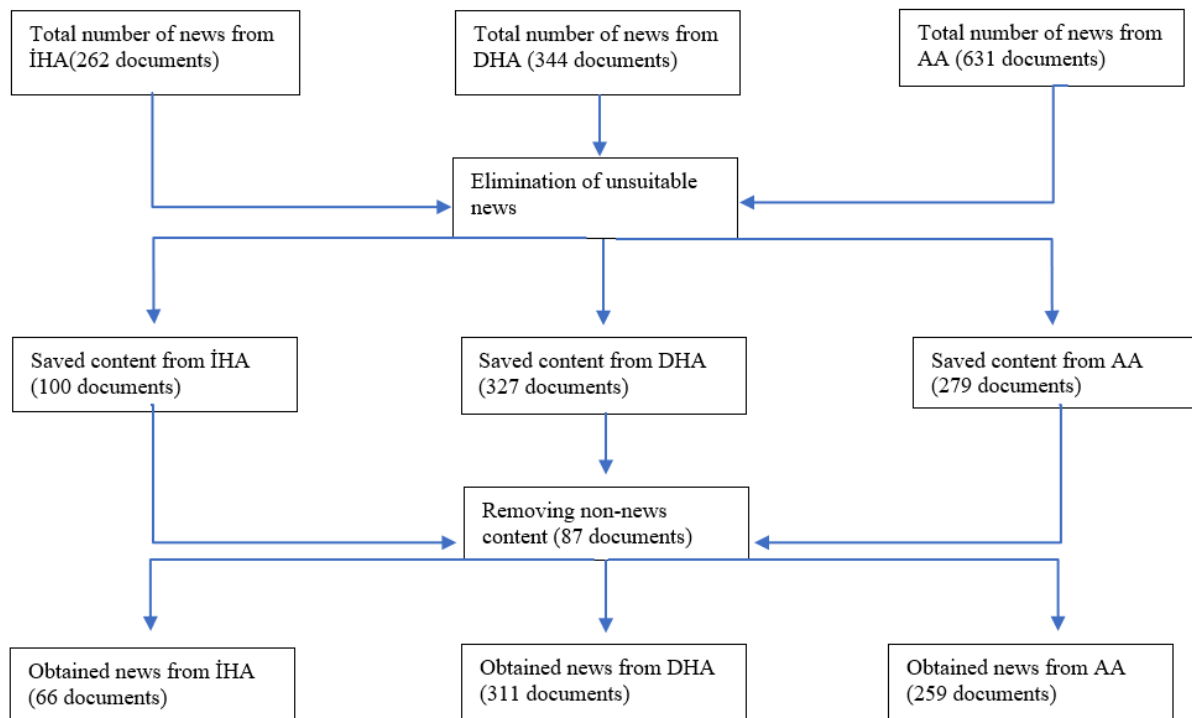 Total number of news from
İHA(262 documents)
Total number of news from
DHA (344 documents)
Total number of news from
AA (631 documents)
Elimination of unsuitable
news
Saved content from İHA
(100 documents)
Saved content from DHA
(327 documents)
Saved content from AA
(279 documents)
Removing non-news
content (87 documents)
Obtained news from İHA
(66 documents)
Obtained news from DHA
(311 documents)
Obtained news from AA
(259 documents)